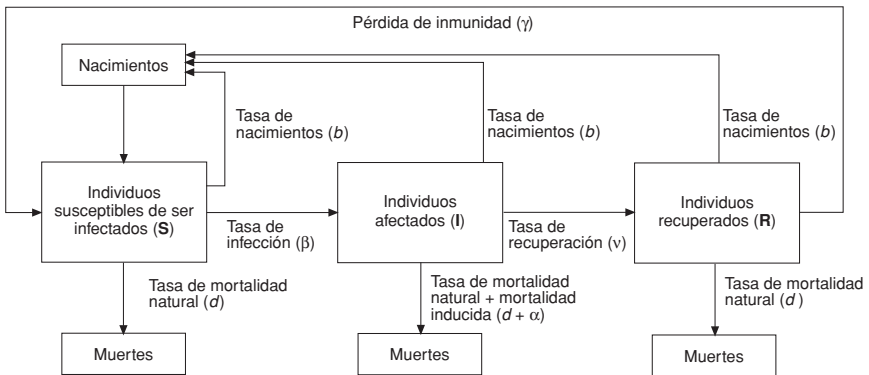 Pérdida de inmunidad (γ)
Nacimientos
Tasa de
nacimientos (b)
Tasa de
nacimientos (b)
Tasa de
nacimientos (b)
Individuos
susceptibles de ser
infectados (S)
Tasa de
infección (β)
Individuos
afectados (I)
Tasa de
recuperación (ν)
Individuos
recuperados (R)
Tasa de mortalidad
natural (d)
Tasa de mortalidad
natural + mortalidad
inducida (d + α)
Tasa de mortalidad
natural (d )
Muertes
Muertes
Muertes